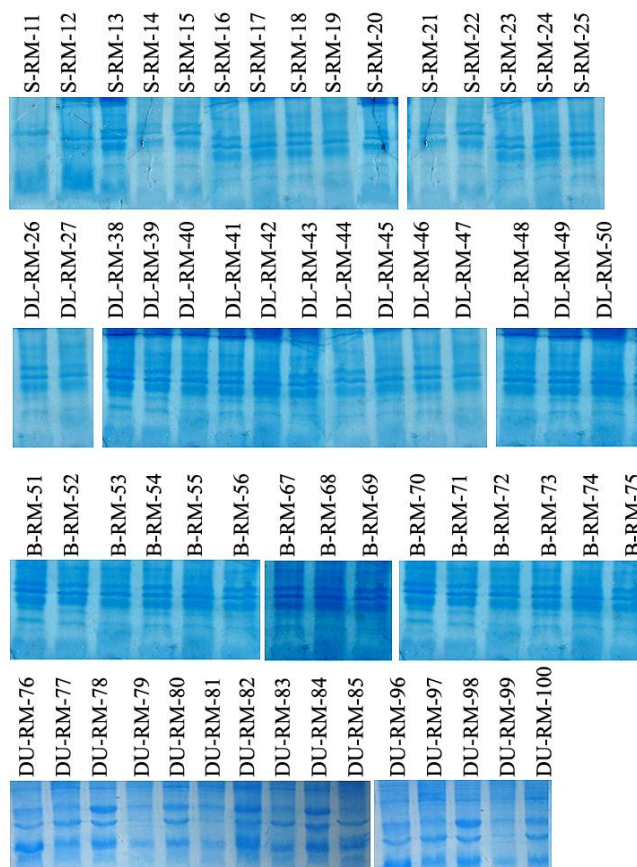 S-RM-11 S-RM-12 S-RM-13 S-RM-14 S-RM-15 S-RM-16 S-RM-17 S-RM-18 S-RM-19 S-RM-20 S-RM-21 S-RM-22 S-RM-23 S-RM-24 S-RM-25
DL-RM-26 DL-RM-27 DL-RM-38 DL-RM-39 DL-RM-40 DL-RM-41 DL-RM-42 DL-RM-43 DL-RM-44 DL-RM-45 DL-RM-46 DL-RM-47 DL-RM-48 DL-RM-49 DL-RM-50
B-RM-51 B-RM-52 B-RM-53 B-RM-54 B-RM-55 B-RM-56 B-RM-67 B-RM-68 B-RM-69 B-RM-70 B-RM-71 B-RM-72 B-RM-73 B-RM-74 B-RM-75
DU-RM-76 DU-RM-77 DU-RM-78 DU-RM-79 DU-RM-80 DU-RM-81 DU-RM-82 DU-RM-83 DU-RM-84 DU-RM-85 DU-RM-96 DU-RM-97 DU-RM-98 DU-RM-99 DU-RM-100